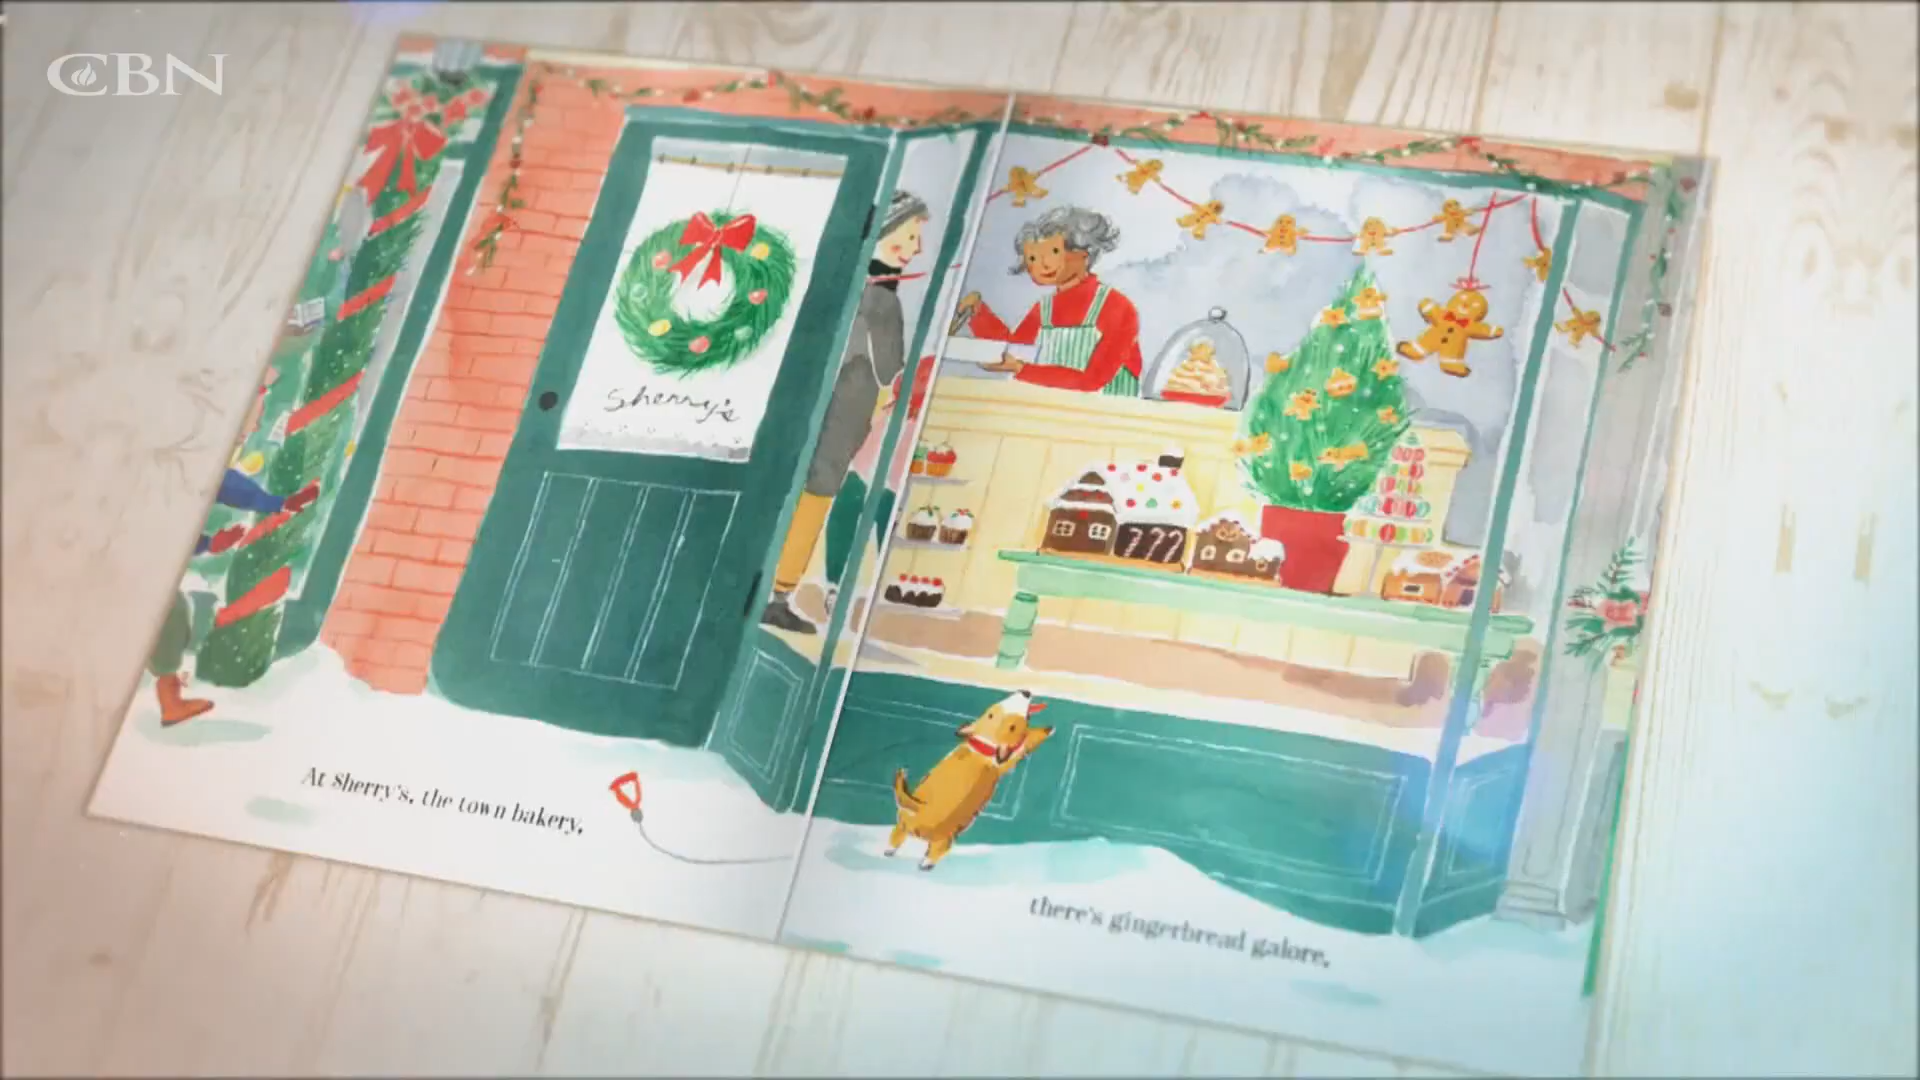 CBN
Sherry's
At Sherry's, the town bakery,
there's gingerbread galore,